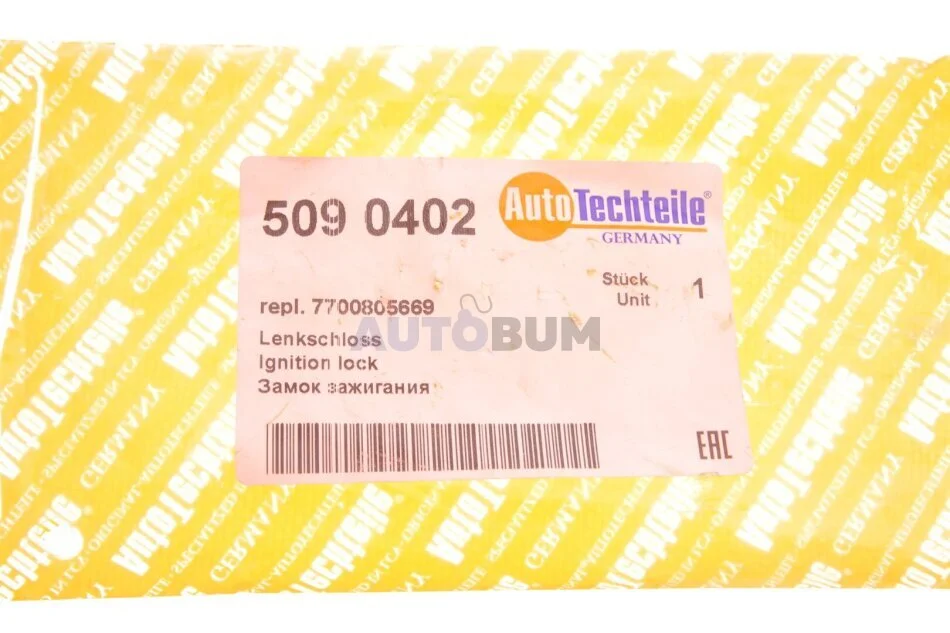 509 0402
AutoTechteile®
GERMANY
Stück
Unit 1
repl. 7700805669
Lenkschloss
Ignition lock
Замок зажигания
EAC
AUTOBUM